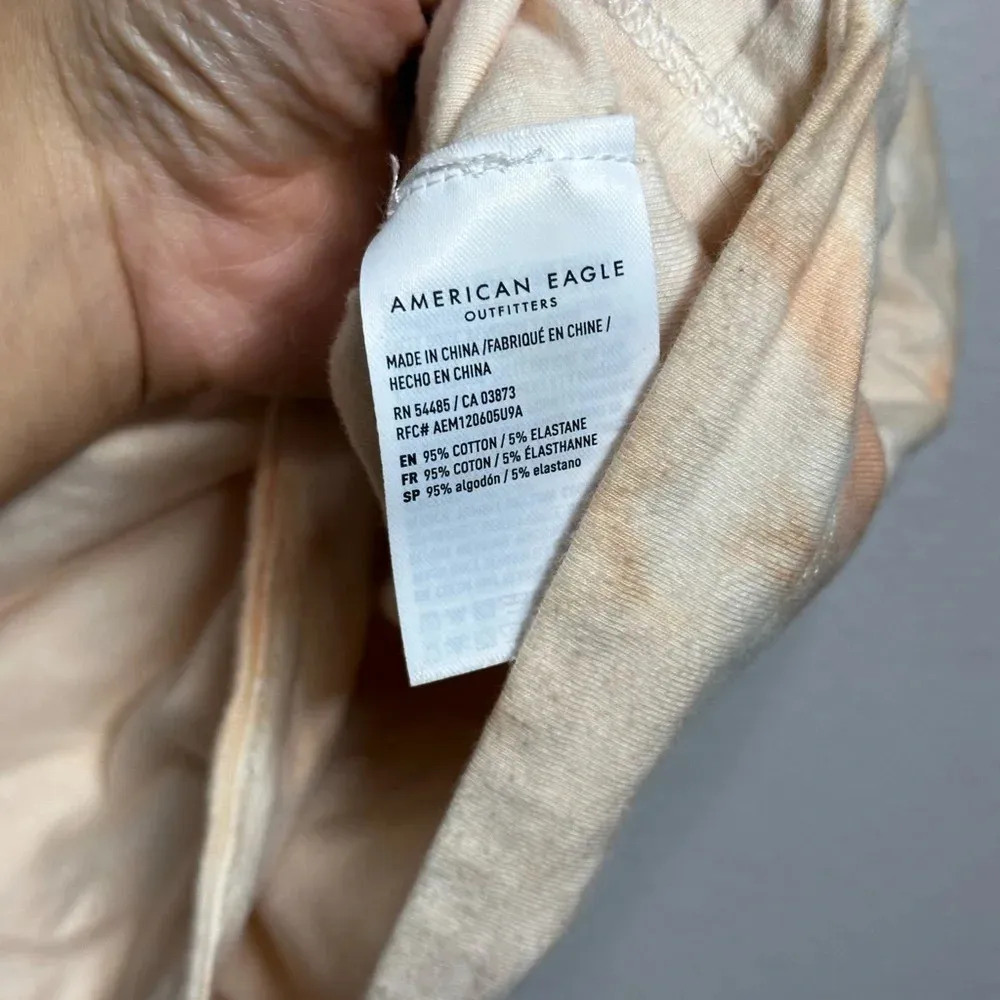 AMERICAN EAGLE
OUTFITTERS
MADE IN CHINA /FABRIQUÉ EN CHINE /
HECHO EN CHINA
RN 54485 / CA 03873
RFC# AEM120605U9A
EN 95% COTTON / 5% ELASTANE
FR 95% COTON / 5% ÉLASTHANNE
SP 95% algodón / 5% elastano